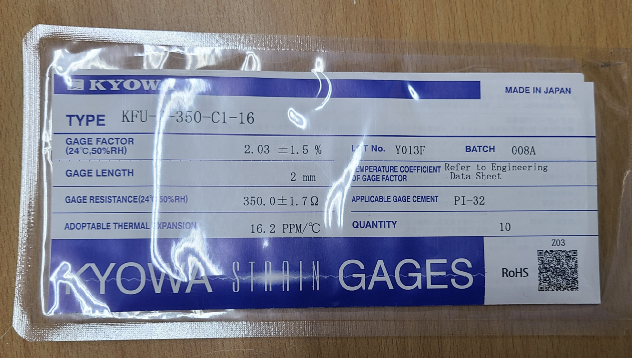 KYOWA
MADE IN JAPAN
TYPE KFU-2-350-C1-16
GAGE FACTOR
(24℃,50%RH) 2.03 ±1.5 %
LOT No. Y013F BATCH 008A
GAGE LENGTH 2 mm
TEMPERATURE COEFFICIENT
OF GAGE FACTOR Refer to Engineering
Data Sheet
GAGE RESISTANCE(24℃,50%RH) 350.0±1.7Ω
APPLICABLE GAGE CEMENT PI-32
ADOPTABLE THERMAL EXPANSION 16.2 PPM/℃
QUANTITY 10
KYOWA STRAIN GAGES
RoHS
Z03